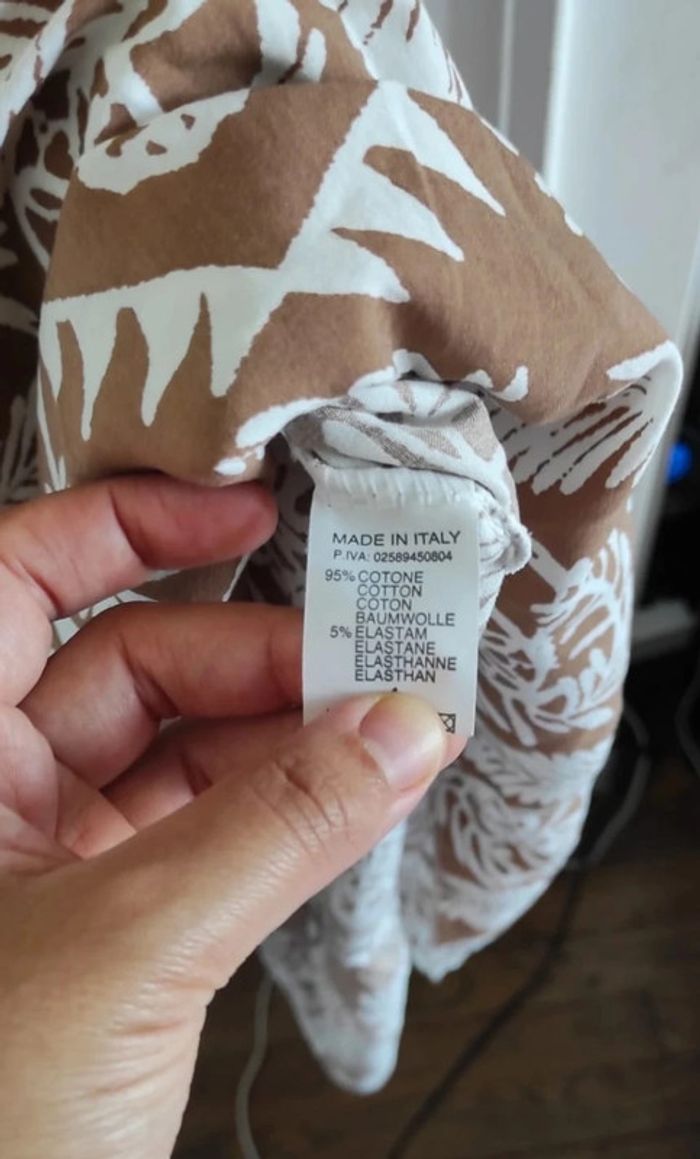 MADE IN ITALY
P.IVA: 02589450804
95% COTONE
COTTON
COTON
BAUMWOLLE
5% ELASTAM
ELASTANE
ELASTHANNE
ELASTHAN